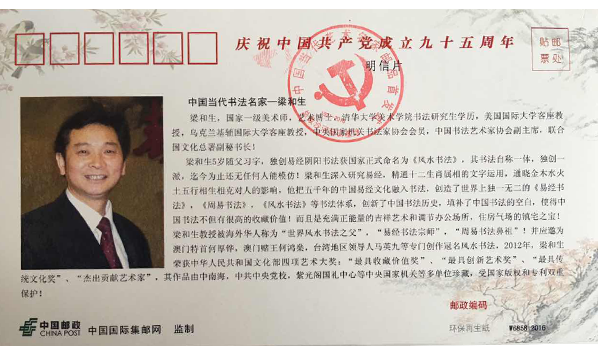 庆祝中国共产党成立九十五周年
明信片
贴邮
票处
中国当代书法名家—梁和生
梁和生，国家一级美术师，艺术博士，清华大学美术学院书法研究生学历，美国国际大学客座教
授，乌克兰基辅国际大学客座教授，中央国家机关书法家协会会员，中国书法艺术家协会副主席，联合
国文化总署副秘书长！
梁和生5岁随父习字，独创易经阴阳书法获国家正式命名为《风水书法》，其书法自称一体，独创一
派，迄今为止还无任何人能模仿！梁和生深入研究易经，精通十二生肖属相的文字运用，通晓金木水火
土五行相生相克对人的影响，他把五千年的中国易经文化融入书法，创造了世界上独一无二的《易经书
法》，《周易书法》，《风水书法》等书法体系，创新了中国书法历史，填补了中国书法的空白，使得中
国书法不但有很高的收藏价值！而且是充满正能量的吉祥艺术和调节办公场所，住房气场的镇宅之宝！
梁和生教授被海外华人称为“世界风水书法之父”，“易经书法宗师”，“周易书法鼻祖”！并应邀为
澳门特首何厚铧，澳门赌王何鸿燊，台湾地区领导人马英九等专门创作冠名风水书法，2012年，梁和生
荣获中华人民共和国文化部四项艺术大奖：“最具收藏价值奖”、“最具创新艺术奖”、“最具传
统文化奖”、“杰出贡献艺术家”，其作品由中南海，中共中央党校，紫光阁国礼中心等中央国家机关等多单位珍藏，受国家版权和专利双重
保护！
邮政编码
中国邮政
CHINA POST
中国国际集邮网 监制
环保再生纸